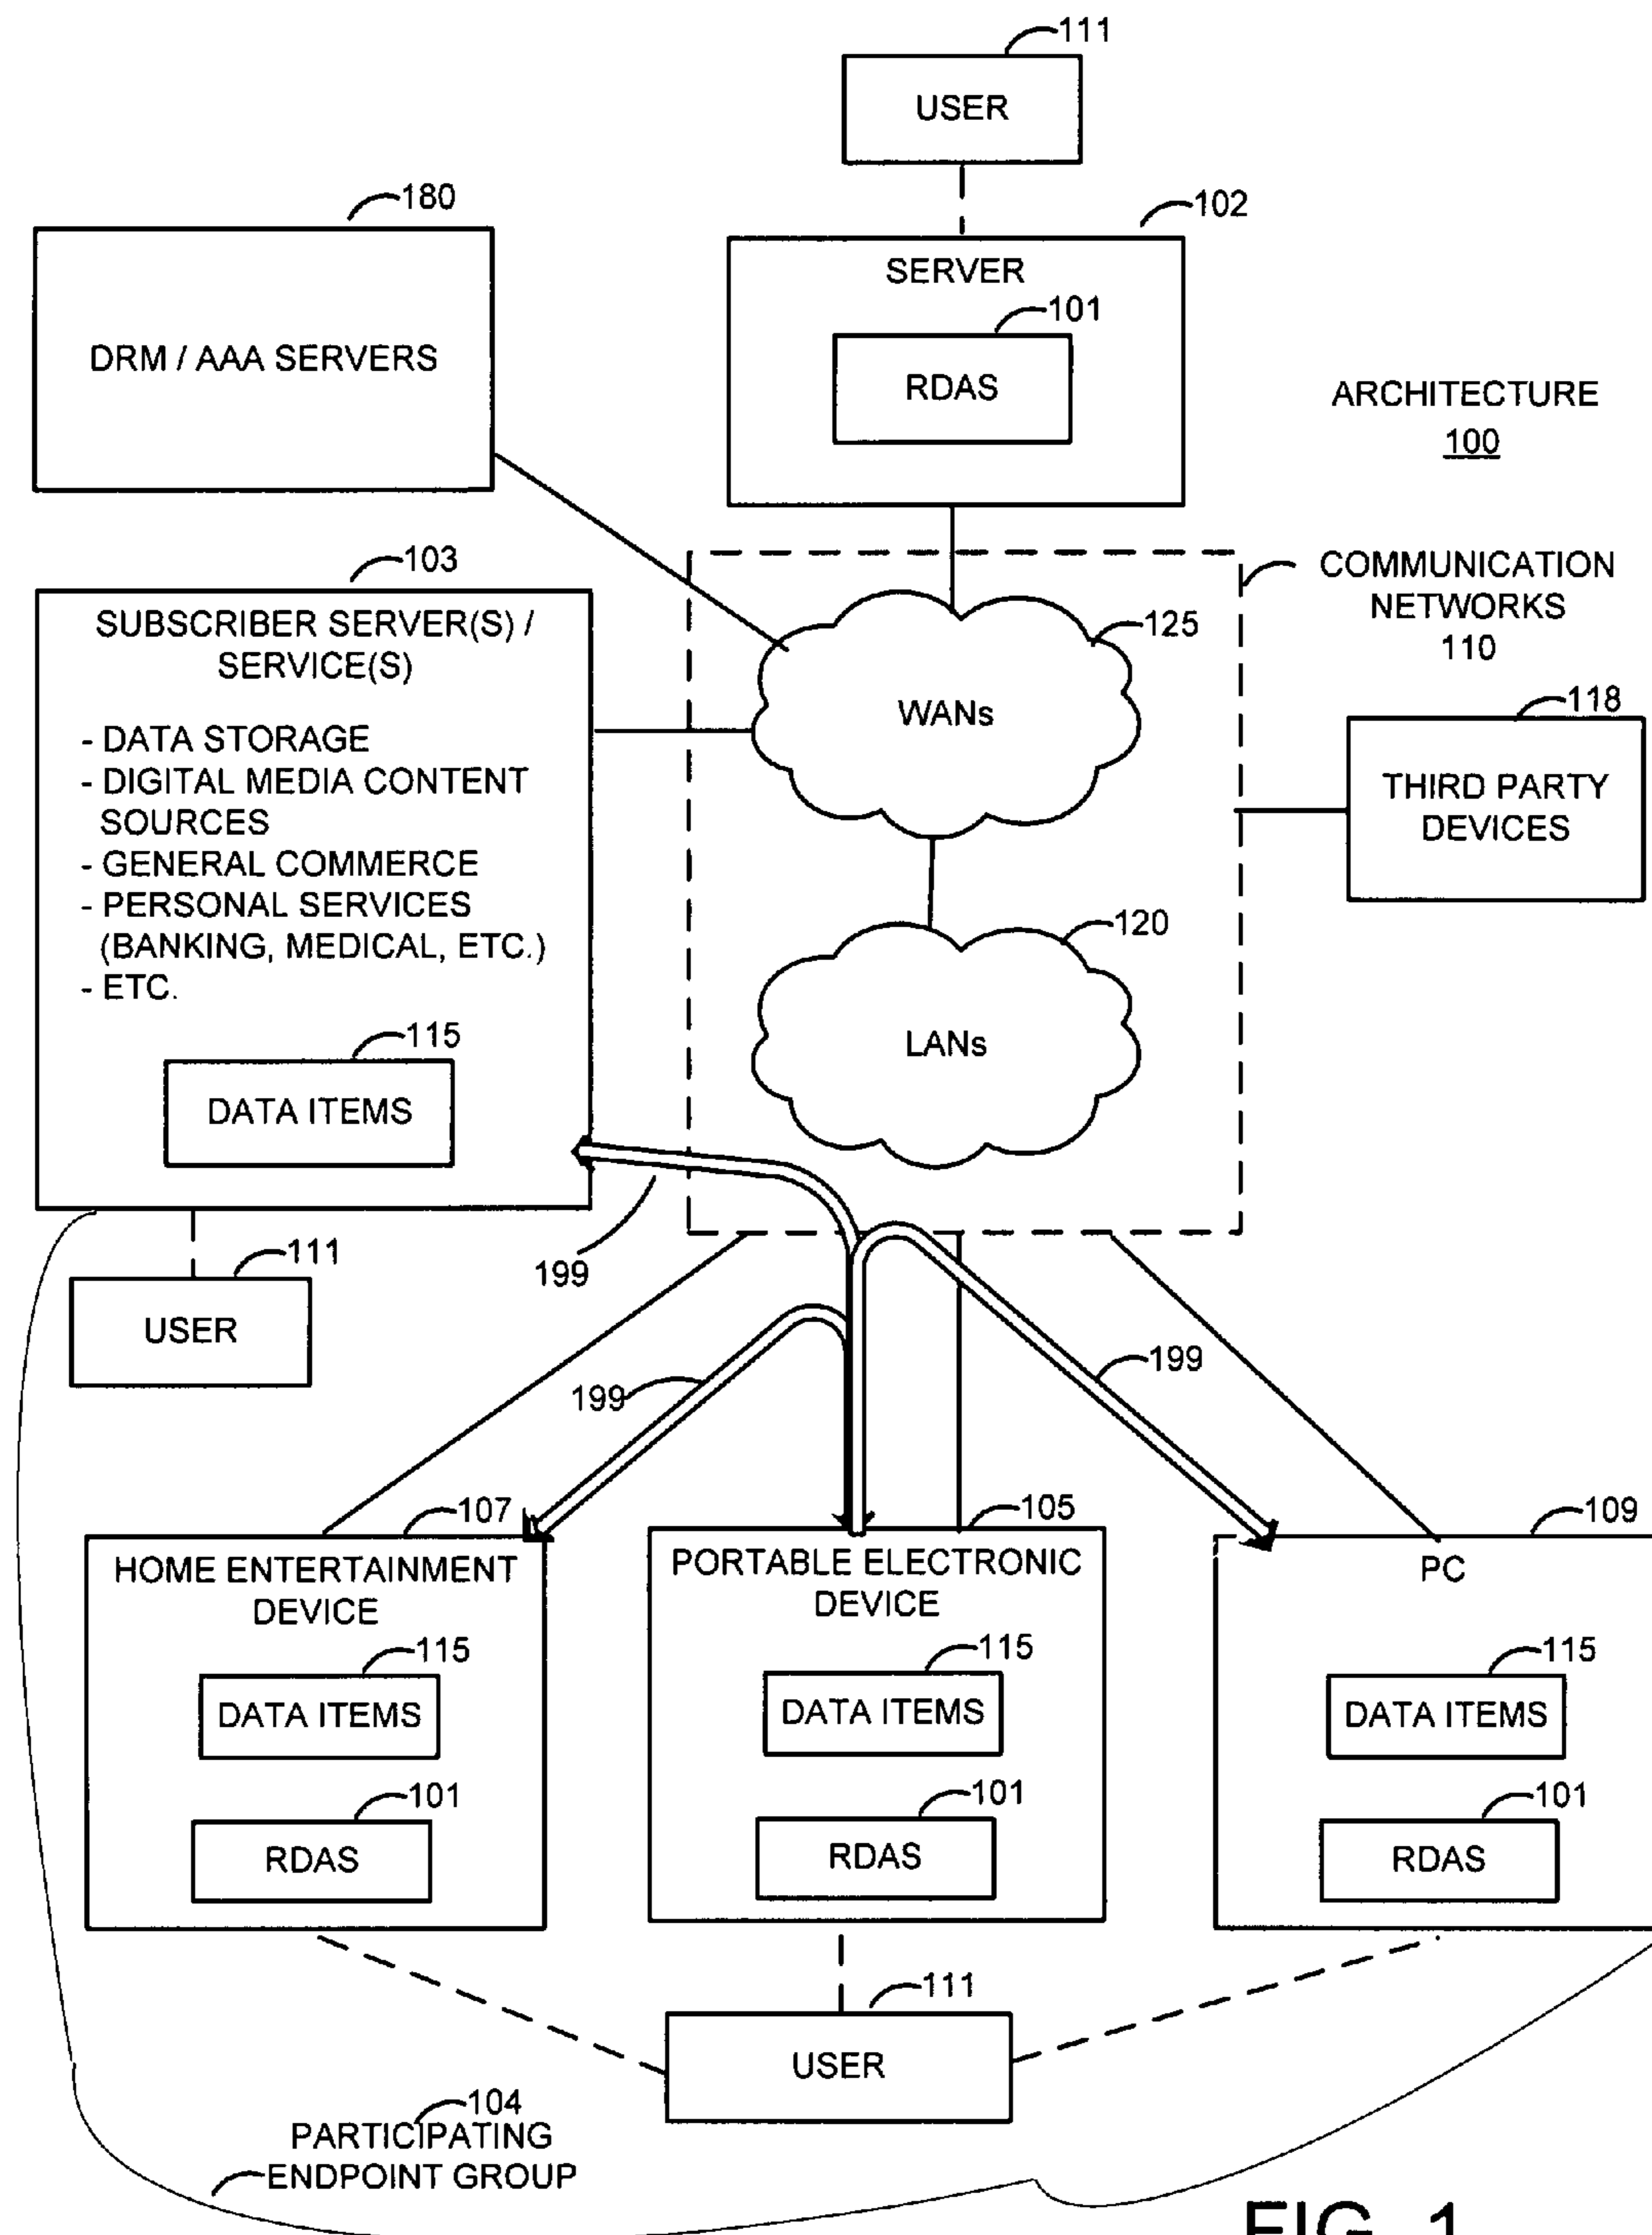 111
USER
180
102
DRM / AAA SERVERS
SERVER
101
RDAS
ARCHITECTURE
100
103
SUBSCRIBER SERVER(S) /
SERVICE(S)
- DATA STORAGE
- DIGITAL MEDIA CONTENT
SOURCES
- GENERAL COMMERCE
- PERSONAL SERVICES
(BANKING, MEDICAL, ETC.)
- ETC.
115
DATA ITEMS
COMMUNICATION
NETWORKS
110
125
WANs
118
THIRD PARTY
DEVICES
120
LANs
199
111
USER
199
199
107
HOME ENTERTAINMENT
DEVICE
115
DATA ITEMS
101
RDAS
105
PORTABLE ELECTRONIC
DEVICE
115
DATA ITEMS
101
RDAS
109
PC
115
DATA ITEMS
101
RDAS
111
USER
104
PARTICIPATING
ENDPOINT GROUP
FIG. 1